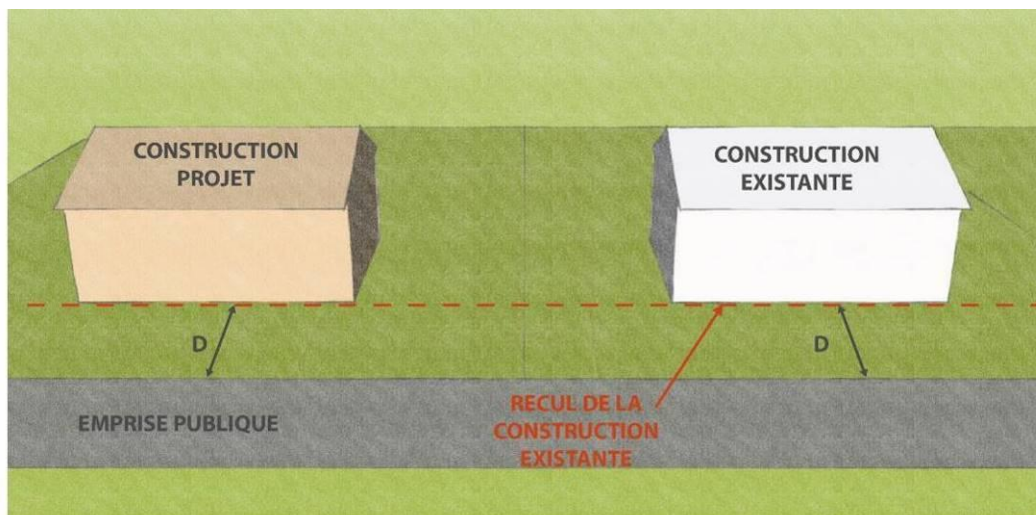 CONSTRUCTION
PROJET
CONSTRUCTION
EXISTANTE
D
D
EMPRISE PUBLIQUE
RECUL DE LA
CONSTRUCTION
EXISTANTE